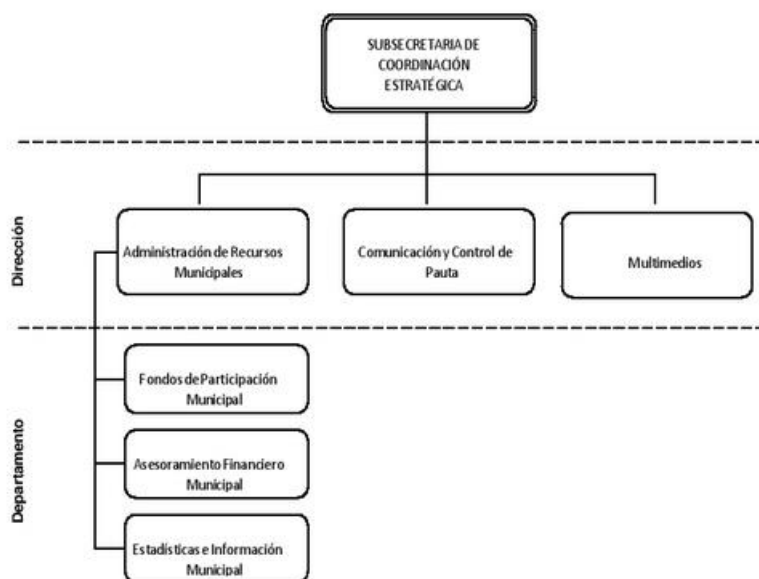 SUBSECRETARIA DE
COORDINACIÓN
ESTRATÉGICA
Dirección
Administración de Recursos
Municipales
Comunicación y Control de
Pauta
Multimedios
Departamento
Fondos de Participación
Municipal
Asesoramiento Financiero
Municipal
Estadísticas e Información
Municipal